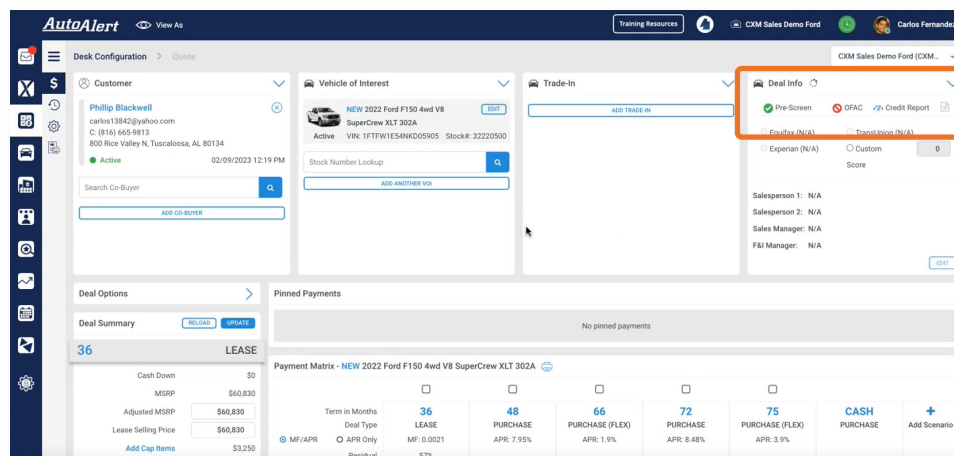 AutoAlert
View As
Training Resources
CXM Sales Demo Ford
Carlos Fernandez
Desk Configuration > Quote
CXM Sales Demo Ford (CXM...
Customer
Phillip Blackwell
carlos13842@yahoo.com
C: (816) 665-9813
800 Rice Valley N, Tuscaloosa, AL 80134
Active 02/09/2023 12:19 PM
Search Co-Buyer
ADD CO-BUYER
Vehicle of Interest
NEW 2022 Ford F150 4wd V8 EDIT
SuperCrew XLT 302A
Active VIN: 1FTFW1E54NKD05905 Stock#: 32220500
Stock Number Lookup
ADD ANOTHER VOI
Trade-In
ADD TRADE-IN
Deal Info
Pre-Screen OFAC Credit Report
Equifax (N/A) TransUnion (N/A)
Experian (N/A) Custom 0
Score
Salesperson 1: N/A
Salesperson 2: N/A
Sales Manager: N/A
F&I Manager: N/A
EDIT
Deal Options
Deal Summary RELOAD UPDATE
36 LEASE
Cash Down $0
MSRP $60,830
Adjusted MSRP $60,830
Lease Selling Price $60,830
Add Cap Items $3,250
Pinned Payments
No pinned payments
Payment Matrix - NEW 2022 Ford F150 4wd V8 SuperCrew XLT 302A
Term in Months 36 48 66 72 75 CASH +
Deal Type LEASE PURCHASE PURCHASE (FLEX) PURCHASE PURCHASE (FLEX) PURCHASE Add Scenario
MF/APR APR Only MF: 0.0021 APR: 7.95% APR: 1.9% APR: 8.48% APR: 3.9%
Residual 57%